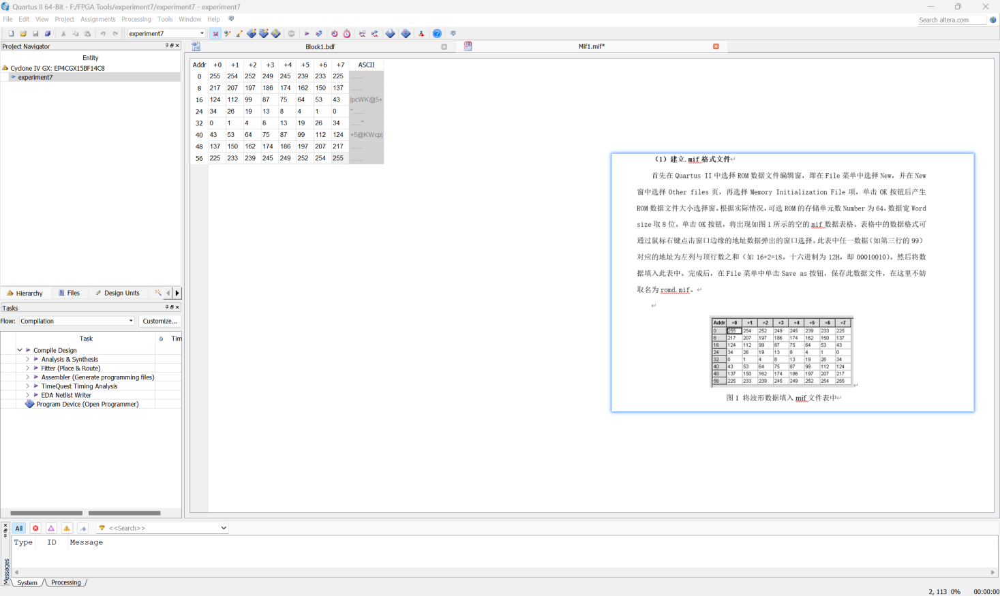 Quartus II 64-Bit - F:/FPGA Tools/experiment7/experiment7 - experiment7
File Edit View Project Assignments Processing Tools Window Help
Search altera.com
experiment7
Project Navigator
Entity
Cyclone IV GX: EP4CGX15BF14C8
experiment7
Hierarchy Files Design Units
Tasks
Flow: Compilation Customize...
Task Tim
Compile Design
Analysis & Synthesis
Fitter (Place & Route)
Assembler (Generate programming files)
TimeQuest Timing Analysis
EDA Netlist Writer
Program Device (Open Programmer)
Block1.bdf
Mif1.mif*
Addr +0 +1 +2 +3 +4 +5 +6 +7 ASCII
0 255 254 252 249 245 239 233 225 ........
8 217 207 197 186 174 162 150 137 ........
16 124 112 99 87 75 64 53 43 |pcWK@5+
24 34 26 19 13 8 4 1 0 ".......
32 0 1 4 8 13 19 26 34 ......."
40 43 53 64 75 87 99 112 124 +5@KWcp|
48 137 150 162 174 186 197 207 217 ........
56 225 233 239 245 249 252 254 255 ........
（1）建立.mif 格式文件
首先在 Quartus II 中选择 ROM 数据文件编辑窗，即在 File 菜单中选择 New，并在 New
窗中选择 Other files 页，再选择 Memory Initialization File 项，单击 OK 按钮后产生
ROM 数据文件大小选择窗。根据实际情况，可选 ROM 的存储单元数 Number 为 64，数据宽 Word
size 取 8 位。单击 OK 按钮，将出现如图 1 所示的空的 mif 数据表格。表格中的数据格式可
通过鼠标右键点击窗口边缘的地址数据弹出的窗口选择。此表中任一数据（如第三行的 99）
对应的地址为左列与顶行数之和（如 16+2=18。十六进制为 12H，即 00010010）。然后将数
据填入此表中。完成后，在 File 菜单中单击 Save as 按钮，保存此数据文件，在这里不妨
取名为 romd.mif。
Addr +0 +1 +2 +3 +4 +5 +6 +7
0 255 254 252 249 245 239 233 225
8 217 207 197 186 174 162 150 137
16 124 112 99 87 75 64 53 43
24 34 26 19 13 8 4 1 0
32 0 1 4 8 13 19 26 34
40 43 53 64 75 87 99 112 124
48 137 150 162 174 186 197 207 217
56 225 233 239 245 249 252 254 255
图 1 将波形数据填入 mif 文件表中
All <<Search>>
Type ID Message
Messages
System Processing
2, 113 0% 00:00:00